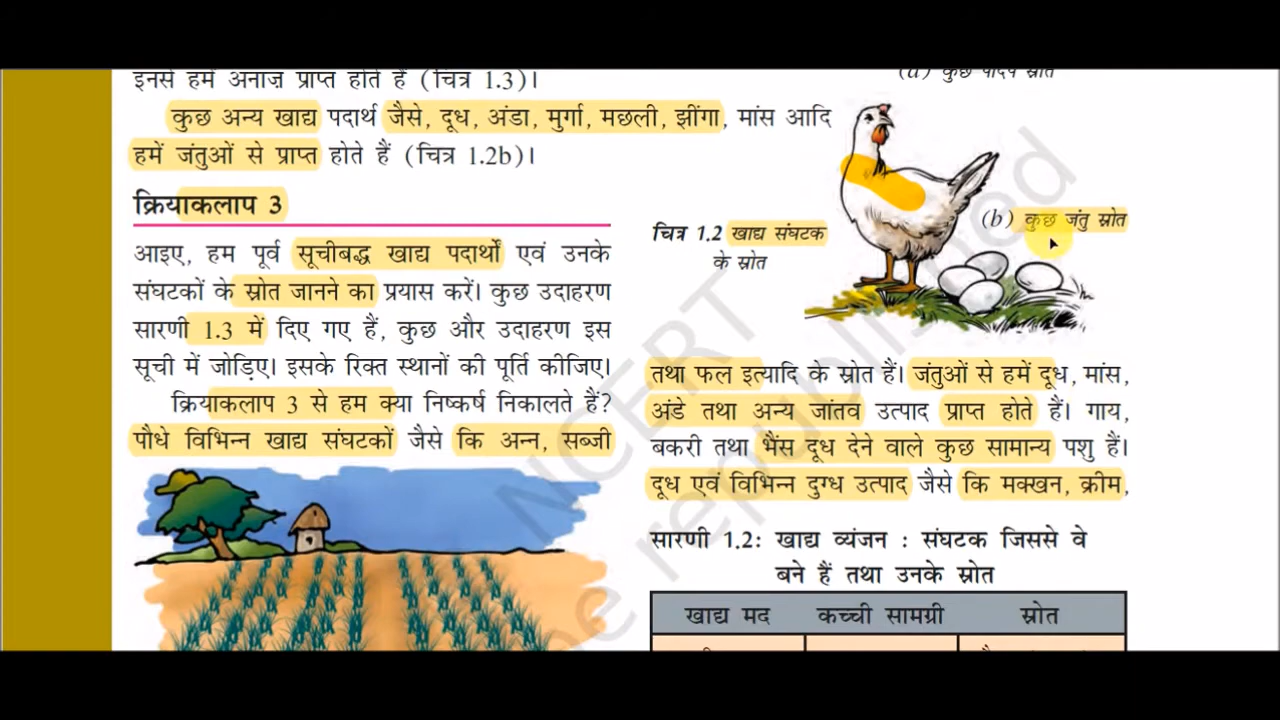 इनसे हमें अनाज़ प्राप्त होते हैं (चित्र 1.3)।
कुछ अन्य खाद्य पदार्थ जैसे, दूध, अंडा, मुर्गा, मछली, झींगा, मांस आदि
हमें जंतुओं से प्राप्त होते हैं (चित्र 1.2b)।
क्रियाकलाप 3
आइए, हम पूर्व सूचीबद्ध खाद्य पदार्थों एवं उनके
संघटकों के स्रोत जानने का प्रयास करें। कुछ उदाहरण
सारणी 1.3 में दिए गए हैं, कुछ और उदाहरण इस
सूची में जोड़िए। इसके रिक्त स्थानों की पूर्ति कीजिए।
क्रियाकलाप 3 से हम क्या निष्कर्ष निकालते हैं?
पौधे विभिन्न खाद्य संघटकों जैसे कि अन्न, सब्जी
(a) कुछ पादप स्रोत
(b) कुछ जंतु स्रोत
चित्र 1.2 खाद्य संघटक
के स्रोत
तथा फल इत्यादि के स्रोत हैं। जंतुओं से हमें दूध, मांस,
अंडे तथा अन्य जांतव उत्पाद प्राप्त होते हैं। गाय,
बकरी तथा भैंस दूध देने वाले कुछ सामान्य पशु हैं।
दूध एवं विभिन्न दुग्ध उत्पाद जैसे कि मक्खन, क्रीम,
सारणी 1.2: खाद्य व्यंजन : संघटक जिससे वे
बने हैं तथा उनके स्रोत
खाद्य मद कच्ची सामग्री स्रोत
NCERT
be republished